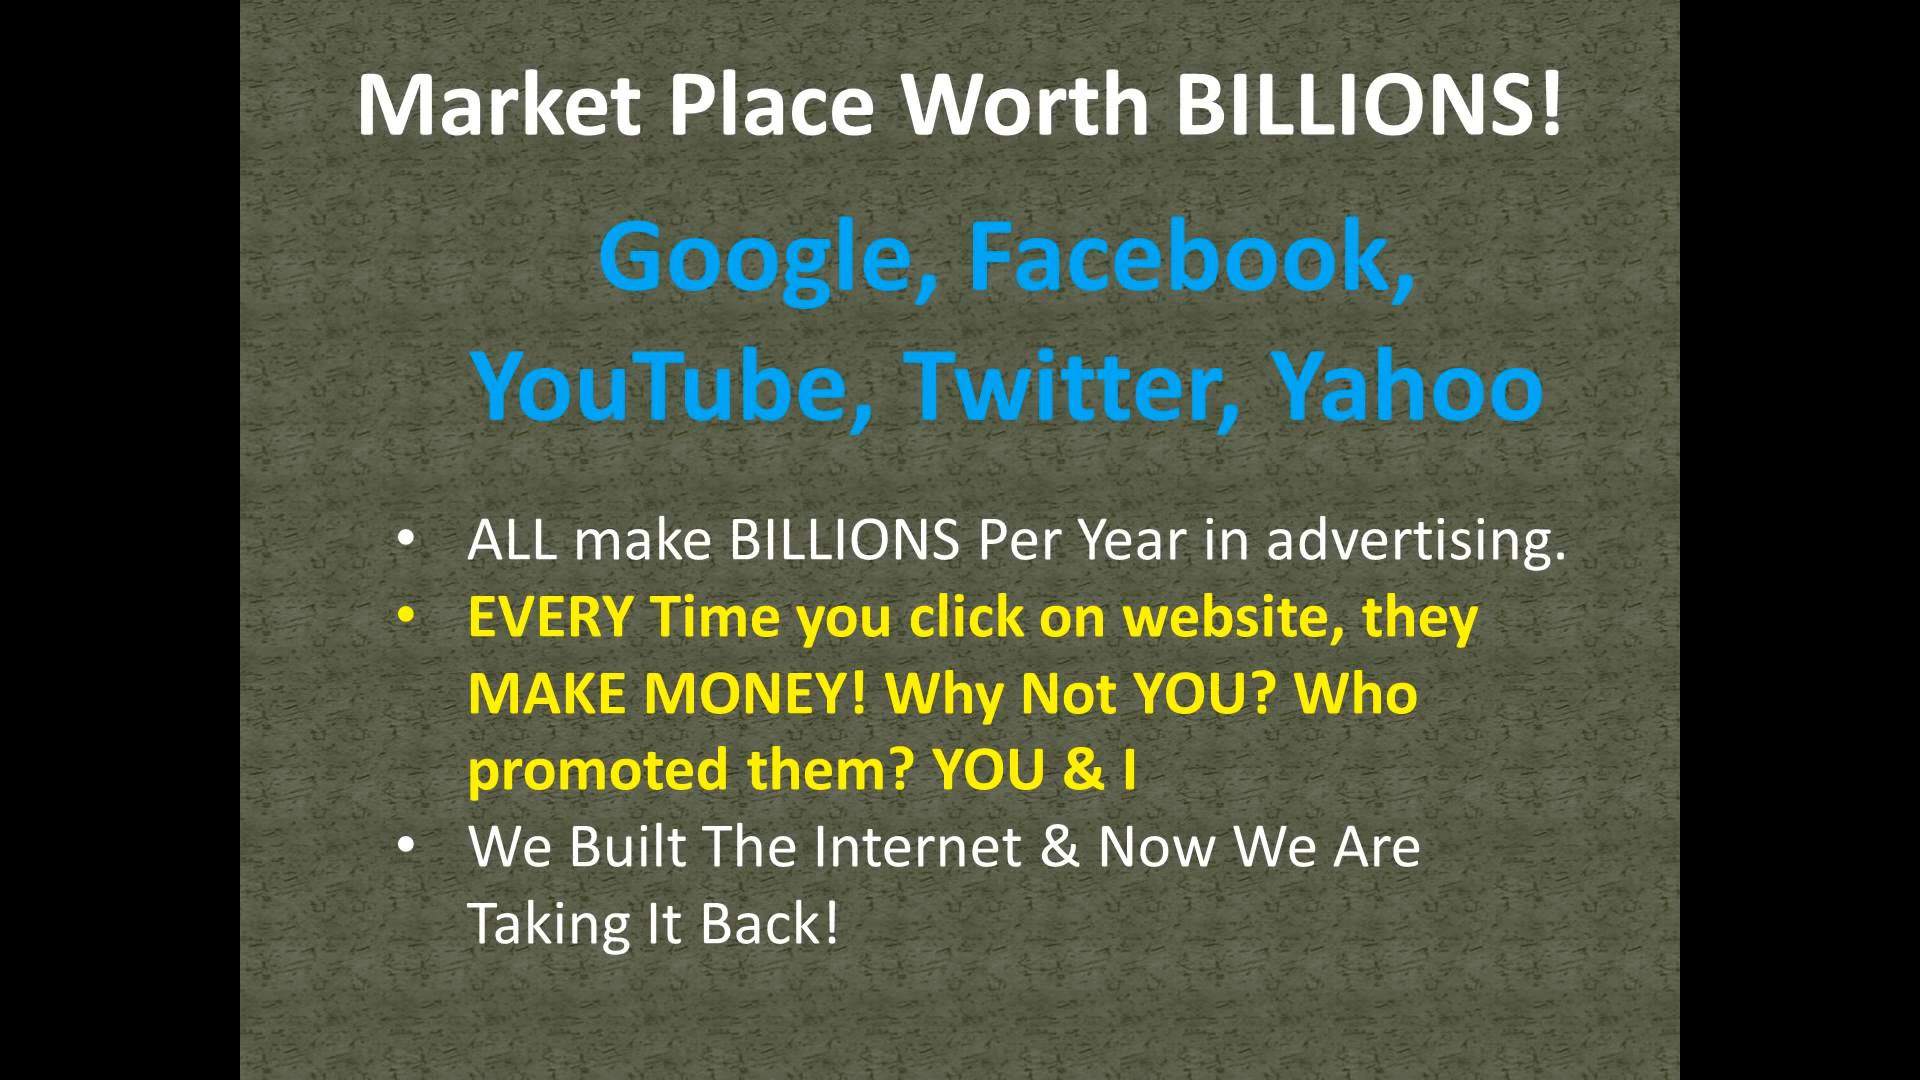 Market Place Worth BILLIONS!
Google, Facebook,
YouTube, Twitter, Yahoo
• ALL make BILLIONS Per Year in advertising.
• EVERY Time you click on website, they
MAKE MONEY! Why Not YOU? Who
promoted them? YOU & I
• We Built The Internet & Now We Are
Taking It Back!